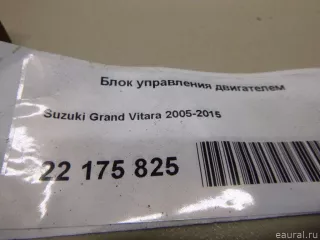 Блок управления двигателем
Suzuki Grand Vitara 2005-2015
22 175 825
© eaural.ru